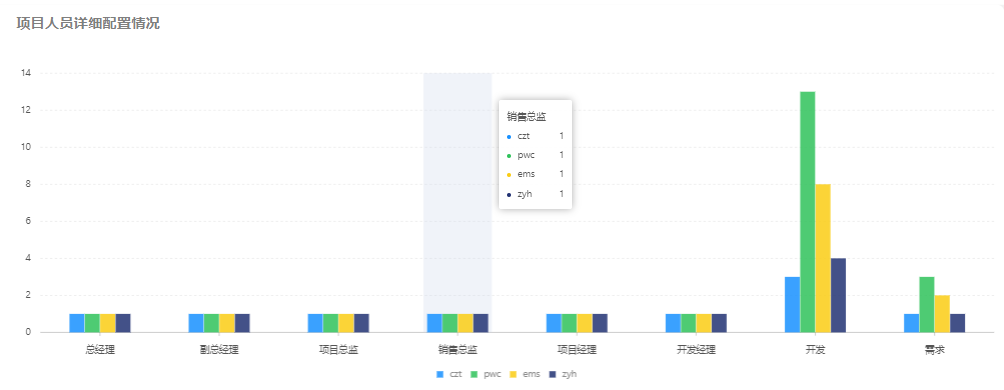 项目人员详细配置情况
14
12
10
8
6
4
2
0
销售总监
czt 1
pwc 1
ems 1
zyh 1
总经理 副总经理 项目总监 销售总监 项目经理 开发经理 开发 需求
czt pwc ems zyh